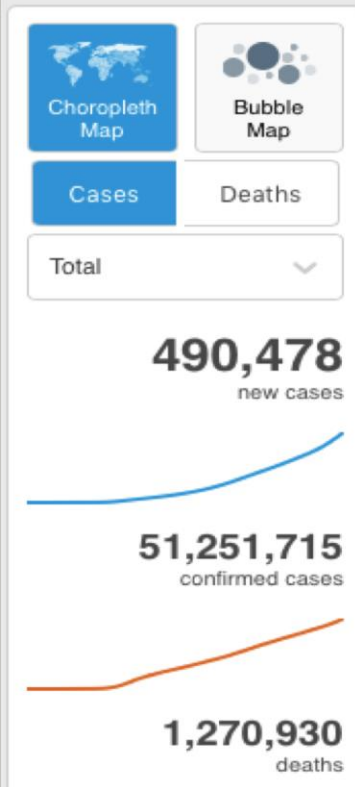 Choropleth
Map
Bubble
Map
Cases
Deaths
Total
490,478
new cases
51,251,715
confirmed cases
1,270,930
deaths